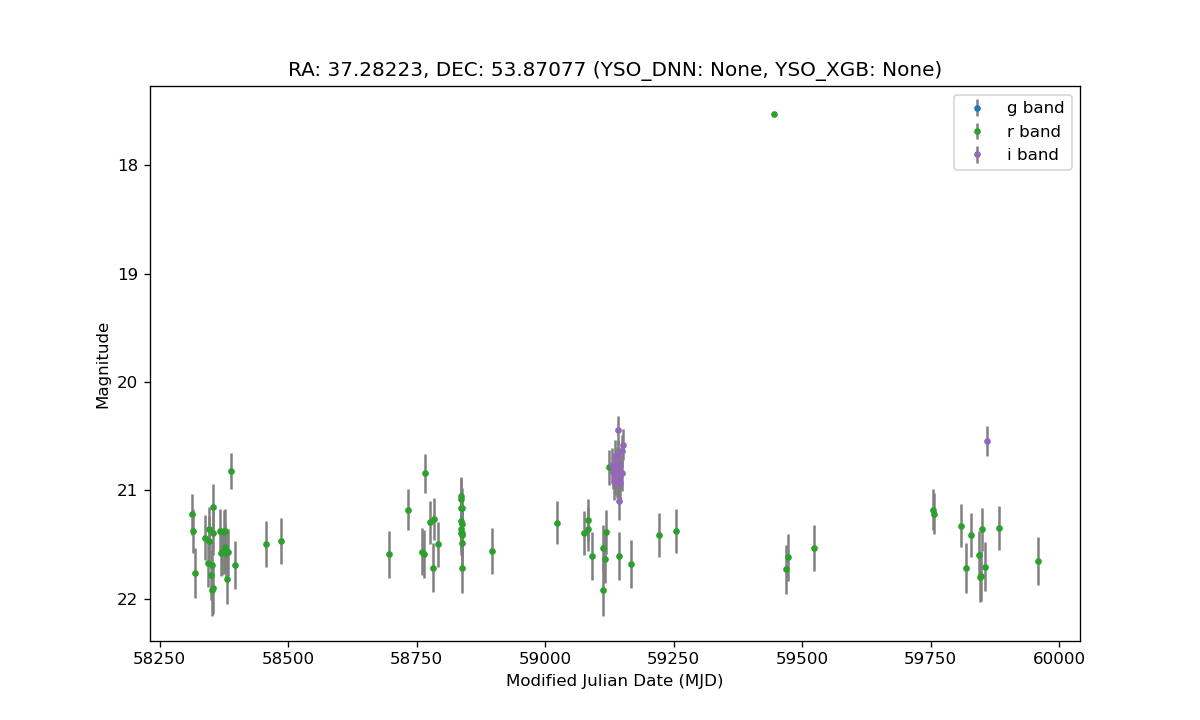 RA: 37.28223, DEC: 53.87077 (YSO_DNN: None, YSO_XGB: None)
g band
r band
i band
18
19
20
21
22
Magnitude
58250 58500 58750 59000 59250 59500 59750 60000
Modified Julian Date (MJD)